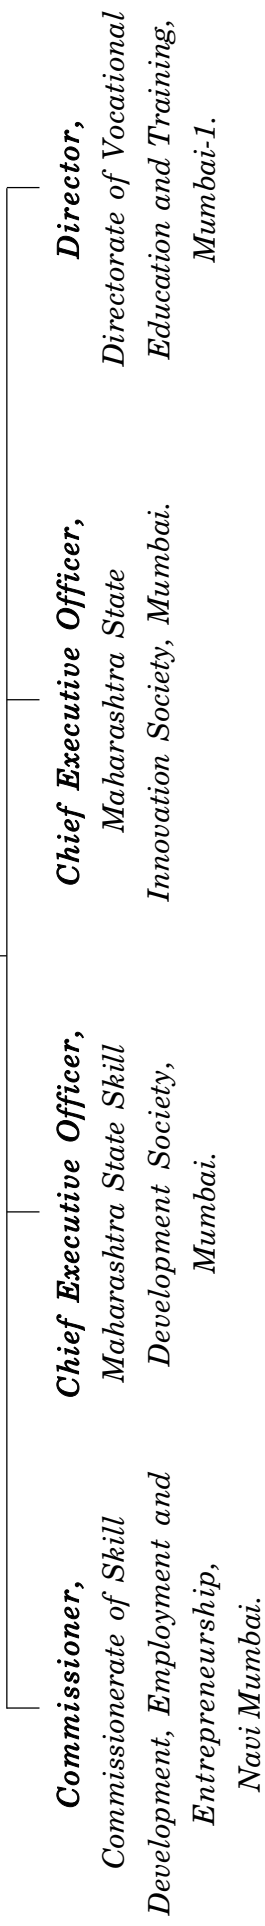 Commissioner,
Commissionerate of Skill
Development, Employment and
Entrepreneurship,
Navi Mumbai.
Chief Executive Officer,
Maharashtra State Skill
Development Society,
Mumbai.
Chief Executive Officer,
Maharashtra State
Innovation Society, Mumbai.
Director,
Directorate of Vocational
Education and Training,
Mumbai-1.